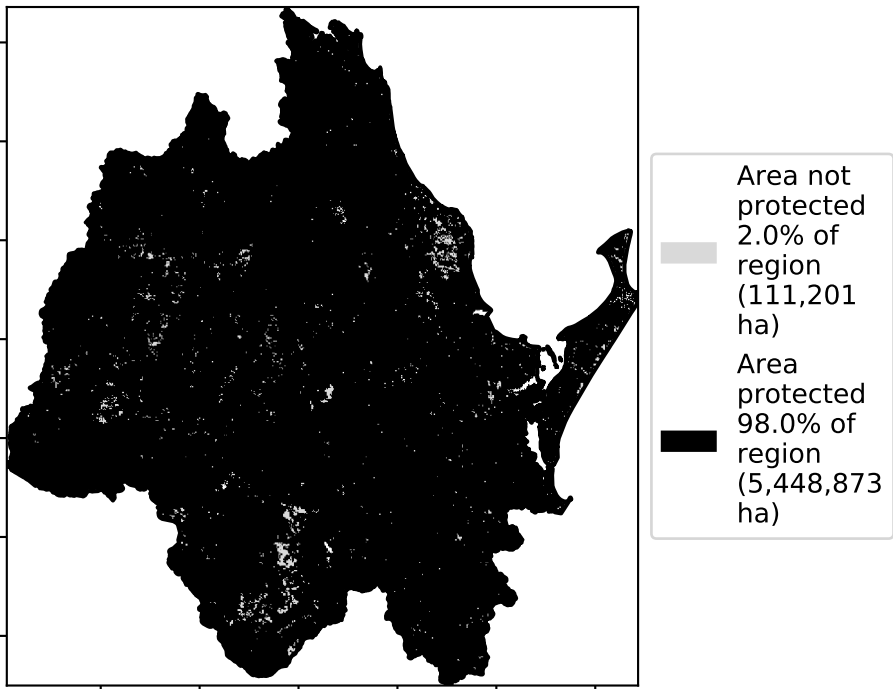 Area not
protected
2.0% of
region
(111,201
ha)
Area
protected
98.0% of
region
(5,448,873
ha)